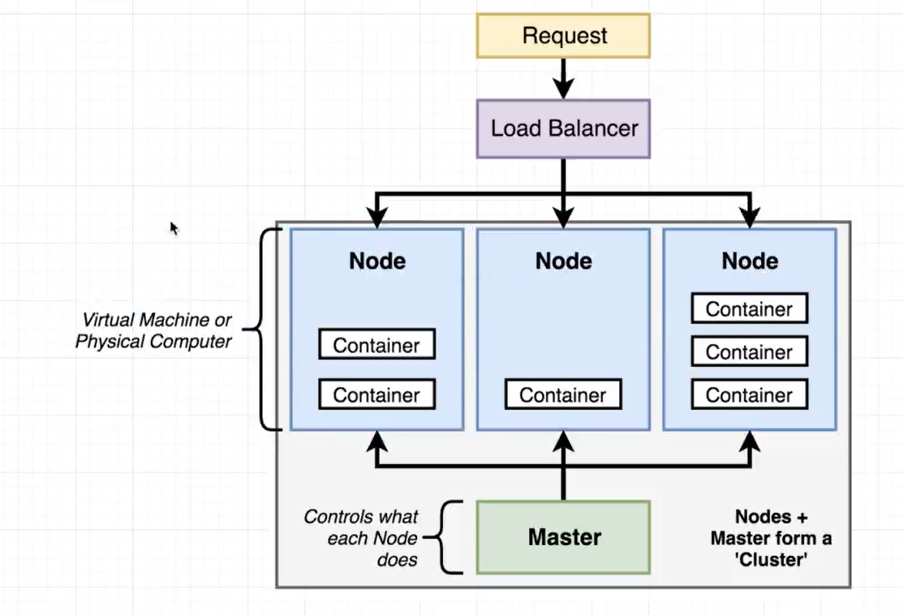 Request
Load Balancer
Node
Node
Node
Container
Container
Container
Container
Container
Container
Virtual Machine or
Physical Computer
Controls what
each Node
does
Master
Nodes +
Master form a
'Cluster'